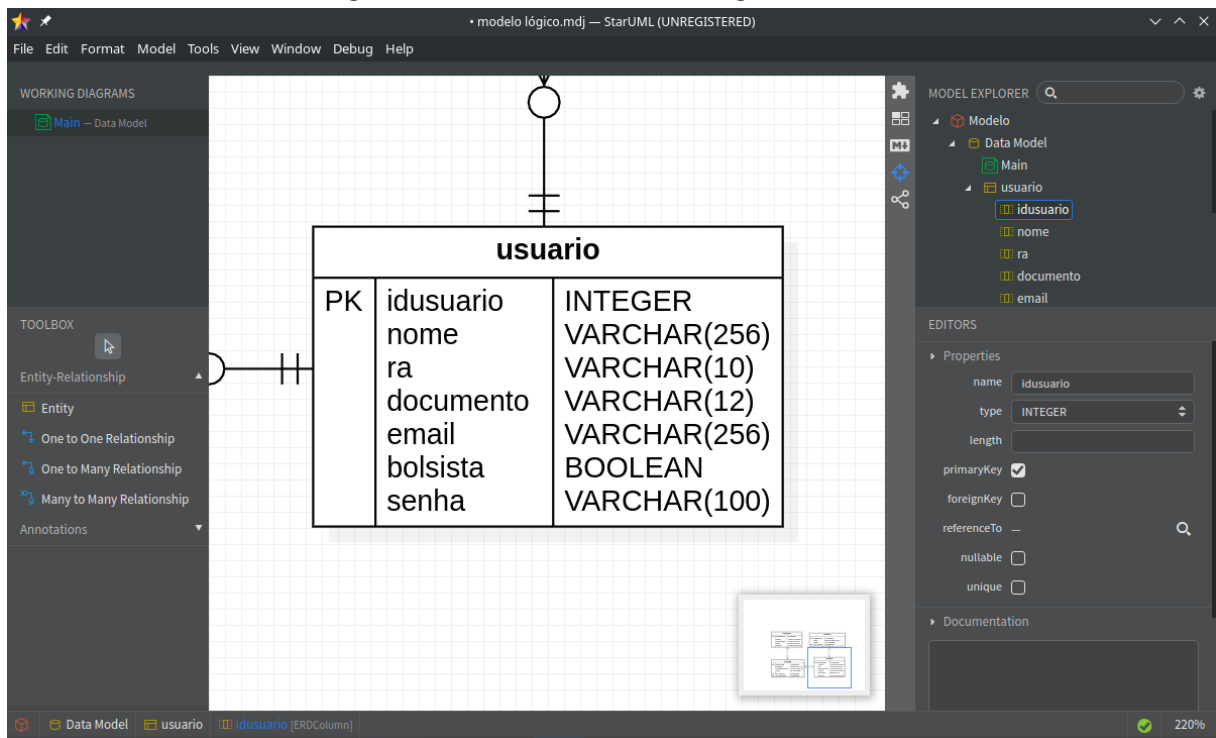 • modelo lógico.mdj — StarUML (UNREGISTERED)
File Edit Format Model Tools View Window Debug Help
WORKING DIAGRAMS
Main — Data Model
TOOLBOX
Entity-Relationship
Entity
One to One Relationship
One to Many Relationship
Many to Many Relationship
Annotations
usuario
PK idusuario INTEGER
nome VARCHAR(256)
ra VARCHAR(10)
documento VARCHAR(12)
email VARCHAR(256)
bolsista BOOLEAN
senha VARCHAR(100)
M
MODEL EXPLORER
Modelo
Data Model
Main
usuario
idusuario
nome
ra
documento
email
EDITORS
Properties
name idusuario
type INTEGER
length
primaryKey
foreignKey
referenceTo —
nullable
unique
Documentation
Data Model usuario idusuario [ERDColumn] 220%